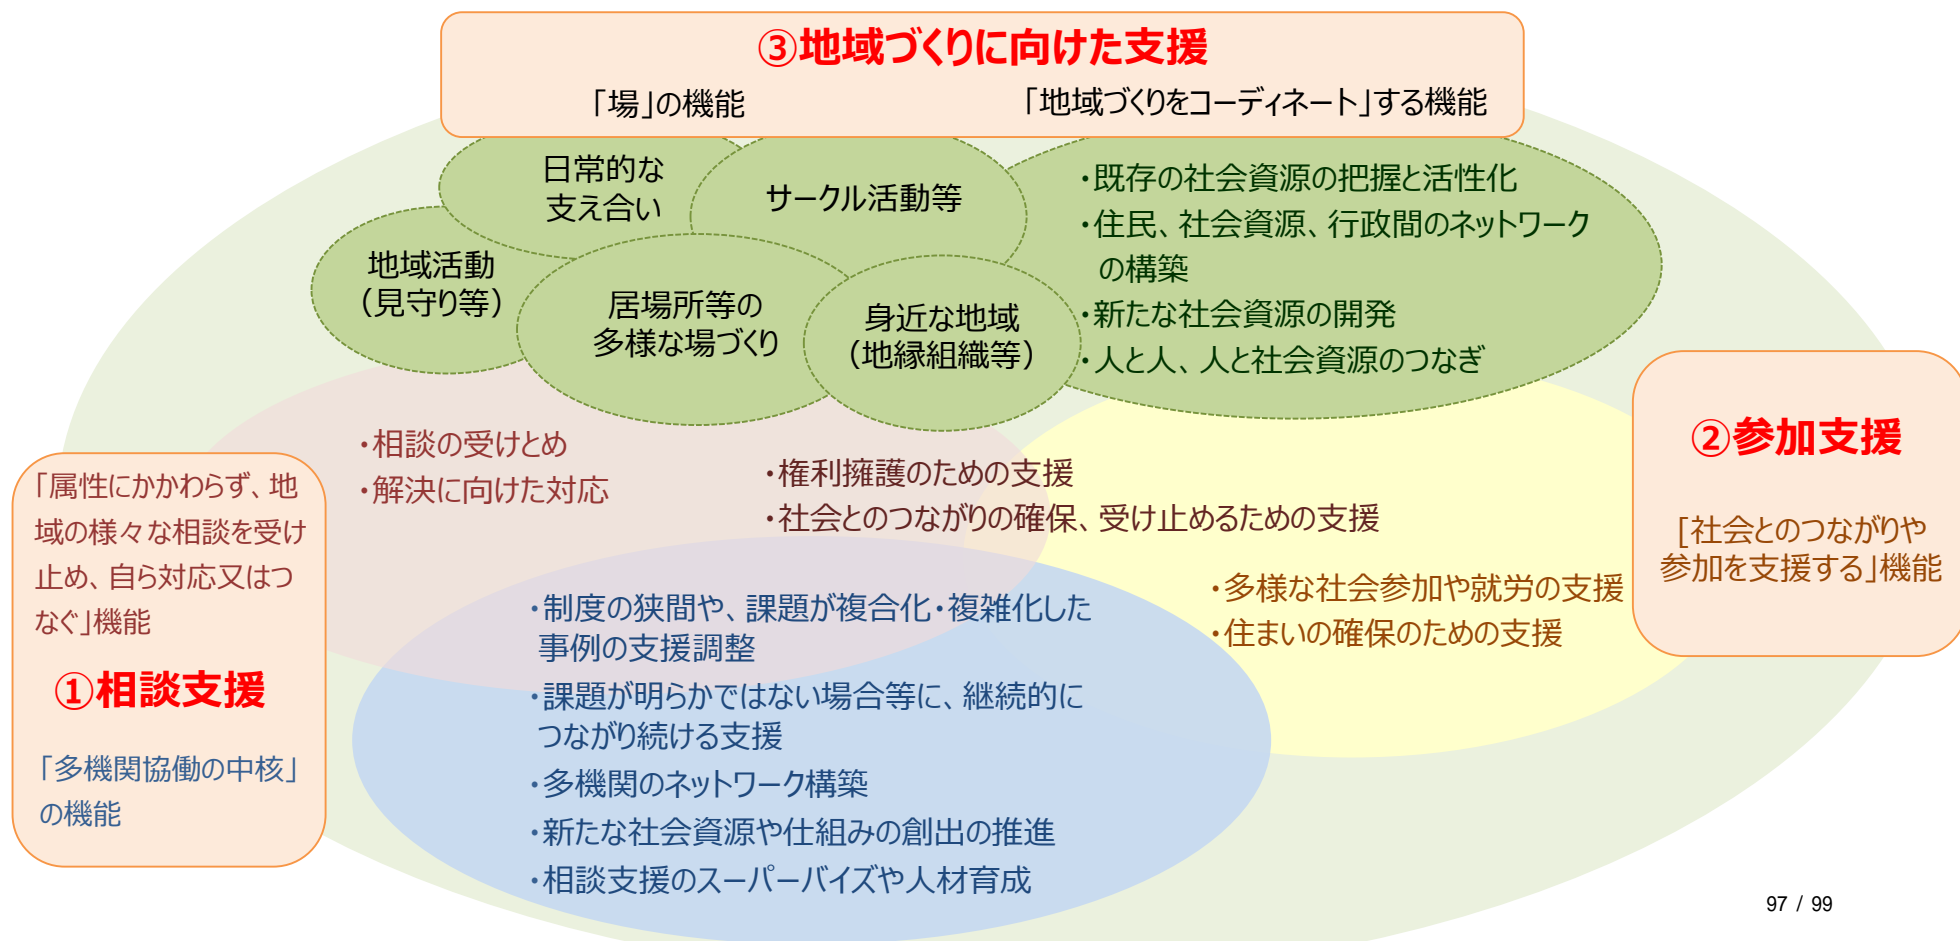 ③地域づくりに向けた支援
「場」の機能
「地域づくりをコーディネート」する機能
日常的な
支え合い
サークル活動等
地域活動
（見守り等）
居場所等の
多様な場づくり
身近な地域
（地縁組織等）
・既存の社会資源の把握と活性化
・住民、社会資源、行政間のネットワーク
の構築
・新たな社会資源の開発
・人と人、人と社会資源のつなぎ
②参加支援
[社会とのつながりや
参加を支援する」機能
「属性にかかわらず、地
域の様々な相談を受け
止め、自ら対応又はつ
なぐ」機能
①相談支援
「多機関協働の中核」
の機能
・相談の受けとめ
・解決に向けた対応
・権利擁護のための支援
・社会とのつながりの確保、受け止めるための支援
・多様な社会参加や就労の支援
・住まいの確保のための支援
・制度の狭間や、課題が複合化・複雑化した
事例の支援調整
・課題が明らかではない場合等に、継続的に
つながり続ける支援
・多機関のネットワーク構築
・新たな社会資源や仕組みの創出の推進
・相談支援のスーパーバイズや人材育成
97 / 99